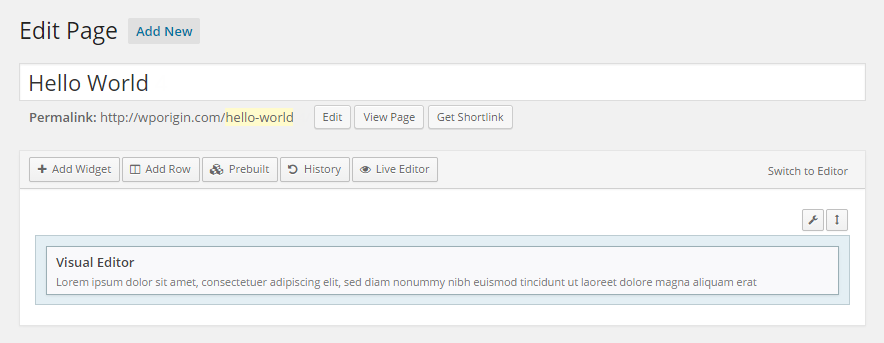 Edit Page Add New
Hello World
Permalink: http://wporigin.com/hello-world Edit View Page Get Shortlink
Add Widget Add Row Prebuilt History Live Editor Switch to Editor
Visual Editor
Lorem ipsum dolor sit amet, consectetuer adipiscing elit, sed diam nonummy nibh euismod tincidunt ut laoreet dolore magna aliquam erat